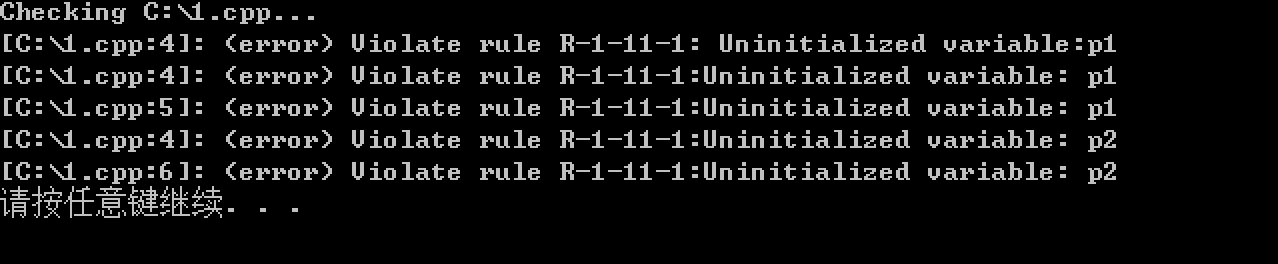 Checking C:\1.cpp...
[C:\1.cpp:4]: (error) Violate rule R-1-11-1: Uninitialized variable:p1
[C:\1.cpp:4]: (error) Violate rule R-1-11-1:Uninitialized variable: p1
[C:\1.cpp:5]: (error) Violate rule R-1-11-1:Uninitialized variable: p1
[C:\1.cpp:4]: (error) Violate rule R-1-11-1:Uninitialized variable: p2
[C:\1.cpp:6]: (error) Violate rule R-1-11-1:Uninitialized variable: p2
请按任意键继续. . .